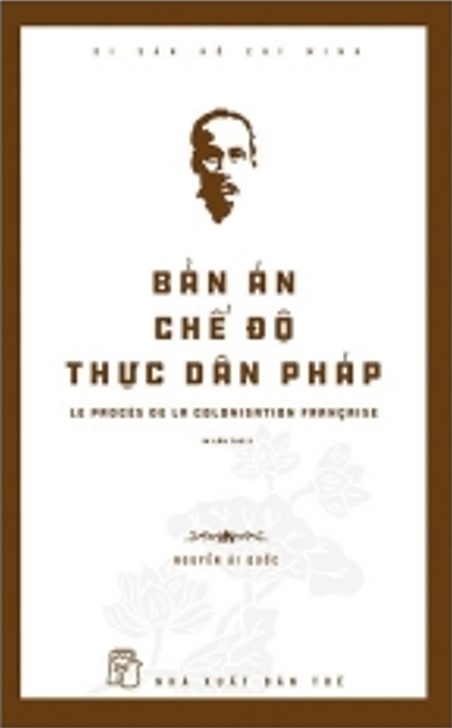 DI SẢN HỒ CHÍ MINH
BẢN ÁN
CHẾ ĐỘ
THỰC DÂN PHÁP
LE PROCÈS DE LA COLONISATION FRANÇAISE
NGUYỄN ÁI QUỐC
NHÀ XUẤT BẢN TRẺ